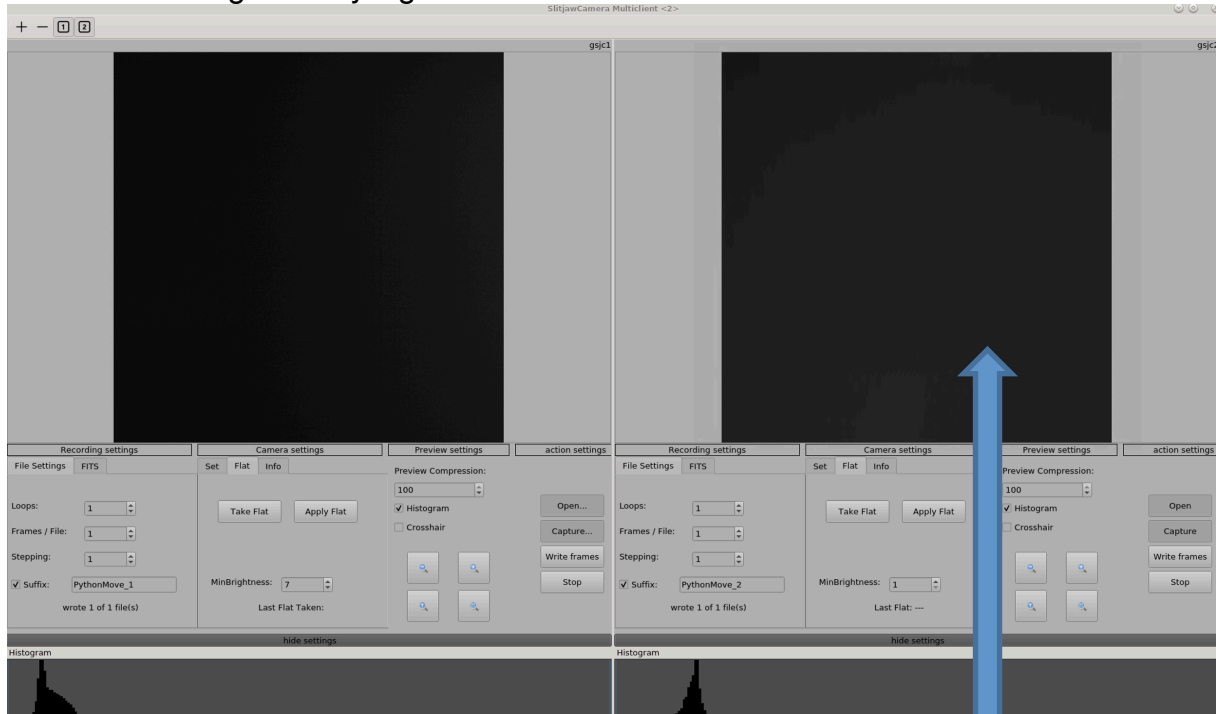 SlitjawCamera Multiclient <2>
+ − 1 2
gsjc1
Recording settings
Camera settings
Preview settings
action settings
File Settings FITS
Set Flat Info
Preview Compression:
100
Loops: 1
Take Flat Apply Flat
Histogram
Open...
Frames / File: 1
Crosshair
Capture...
Stepping: 1
Write frames
Suffix: PythonMove_1
MinBrightness: 7
Stop
wrote 1 of 1 file(s)
Last Flat Taken:
hide settings
Histogram
Recording settings
Camera settings
Preview settings
action settings
File Settings FITS
Set Flat Info
Preview Compression:
100
Loops: 1
Take Flat Apply Flat
Histogram
Open
Frames / File: 1
Crosshair
Capture
Stepping: 1
Write frames
Suffix: PythonMove_2
MinBrightness: 1
Stop
wrote 1 of 1 file(s)
Last Flat: ---
hide settings
Histogram